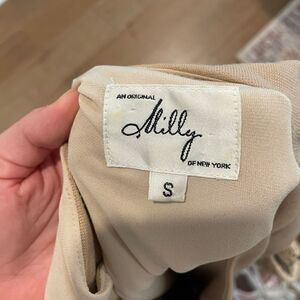 AN ORIGINAL
Milly
OF NEW YORK
S